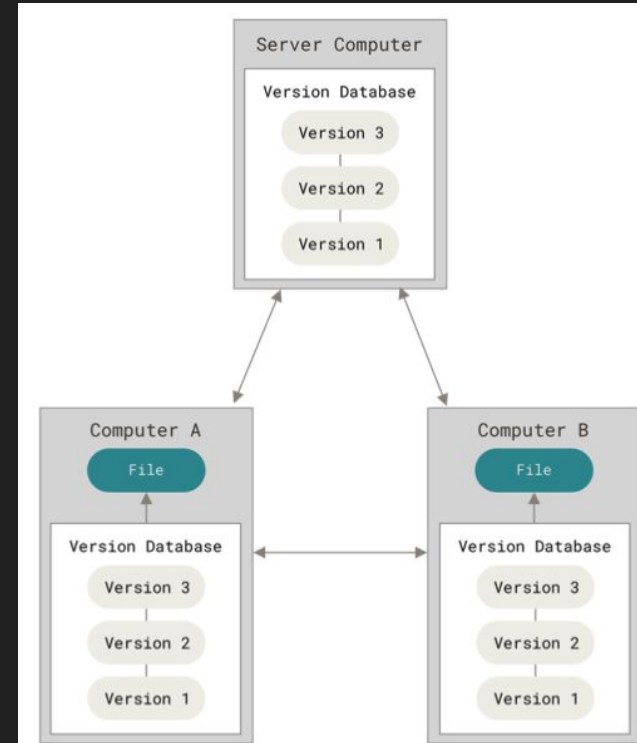 Server Computer
Version Database
Version 3
Version 2
Version 1
Computer A
File
Version Database
Version 3
Version 2
Version 1
Computer B
File
Version Database
Version 3
Version 2
Version 1